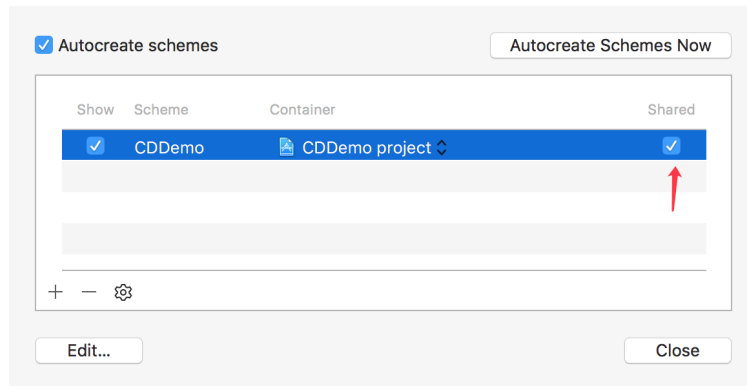 Autocreate schemes
Autocreate Schemes Now
Show Scheme Container Shared
CDDemo CDDemo project
Edit...
Close